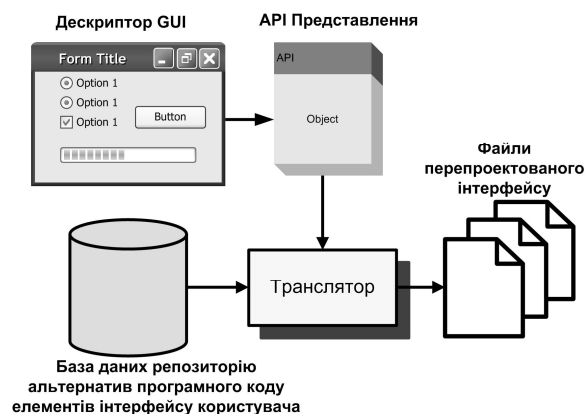 Дескриптор GUI
API Представлення
Form Title
Option 1
Option 1
Option 1
Button
API
Object
Файли
перепроектованого
інтерфейсу
Транслятор
База даних репозиторію
альтернатив програмного коду
елементів інтерфейсу користувача